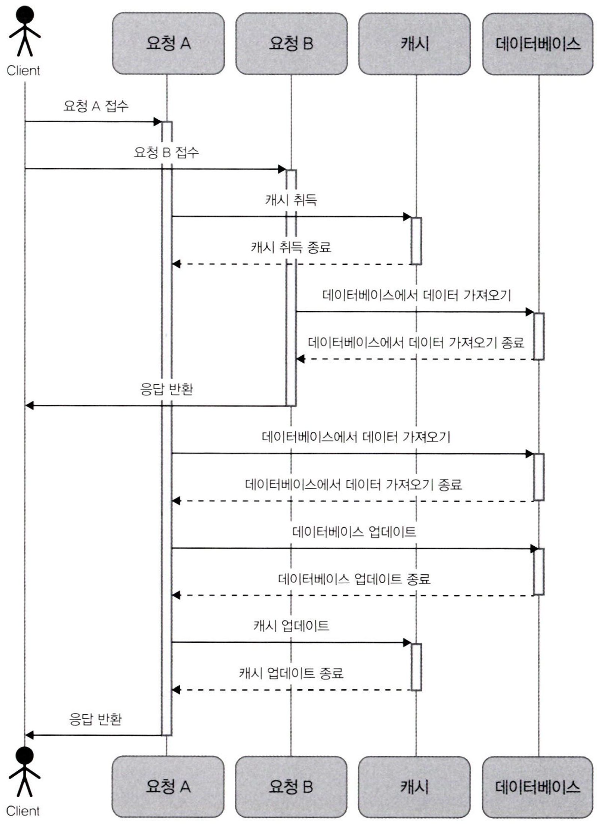 요청 A
요청 B
캐시
데이터베이스
Client
요청 A 접수
요청 B 접수
캐시 취득
캐시 취득 종료
데이터베이스에서 데이터 가져오기
데이터베이스에서 데이터 가져오기 종료
응답 반환
데이터베이스에서 데이터 가져오기
데이터베이스에서 데이터 가져오기 종료
데이터베이스 업데이트
데이터베이스 업데이트 종료
캐시 업데이트
캐시 업데이트 종료
응답 반환
요청 A
요청 B
캐시
데이터베이스
Client